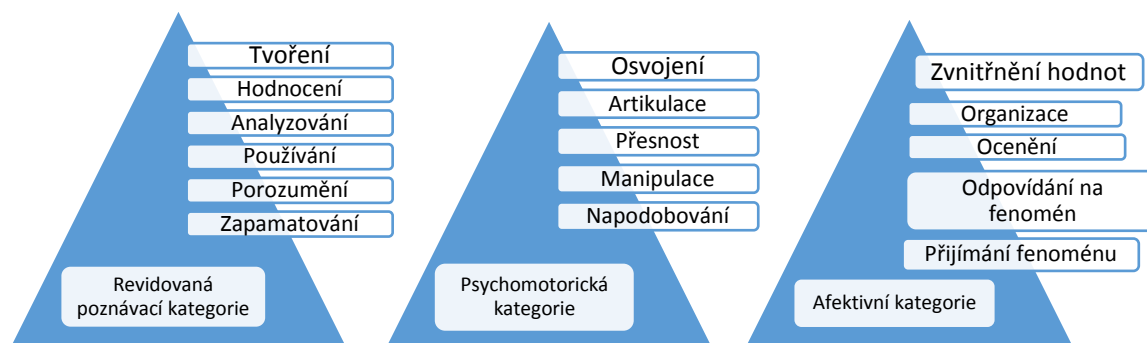 Tvoření
Hodnocení
Analyzování
Používání
Porozumění
Zapamatování
Revidovaná
poznávací kategorie
Osvojení
Artikulace
Přesnost
Manipulace
Napodobování
Psychomotorická
kategorie
Zvnitřnění hodnot
Organizace
Ocenění
Odpovídání na
fenomén
Přijímání fenoménu
Afektivní kategorie